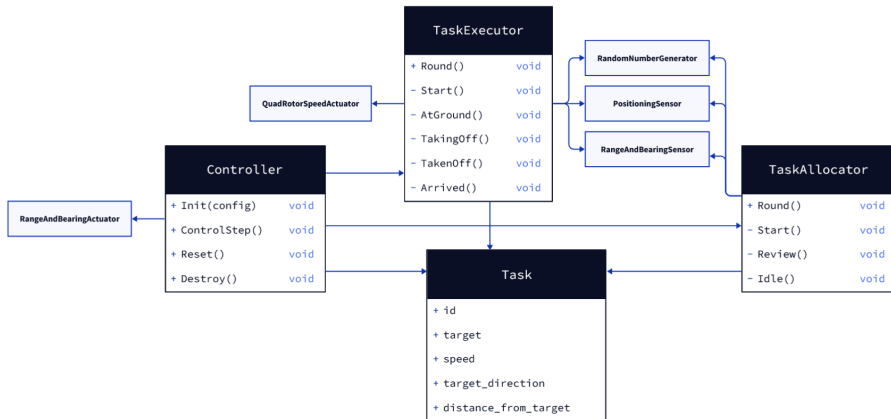 TaskExecutor
+ Round() void
- Start() void
- AtGround() void
- TakingOff() void
- TakenOff() void
- Arrived() void
RandomNumberGenerator
PositioningSensor
RangeAndBearingSensor
QuadRotorSpeedActuator
Controller
+ Init(config) void
+ ControlStep() void
+ Reset() void
+ Destroy() void
RangeAndBearingActuator
TaskAllocator
+ Round() void
- Start() void
- Review() void
- Idle() void
Task
+ id
+ target
+ speed
+ target_direction
+ distance_from_target